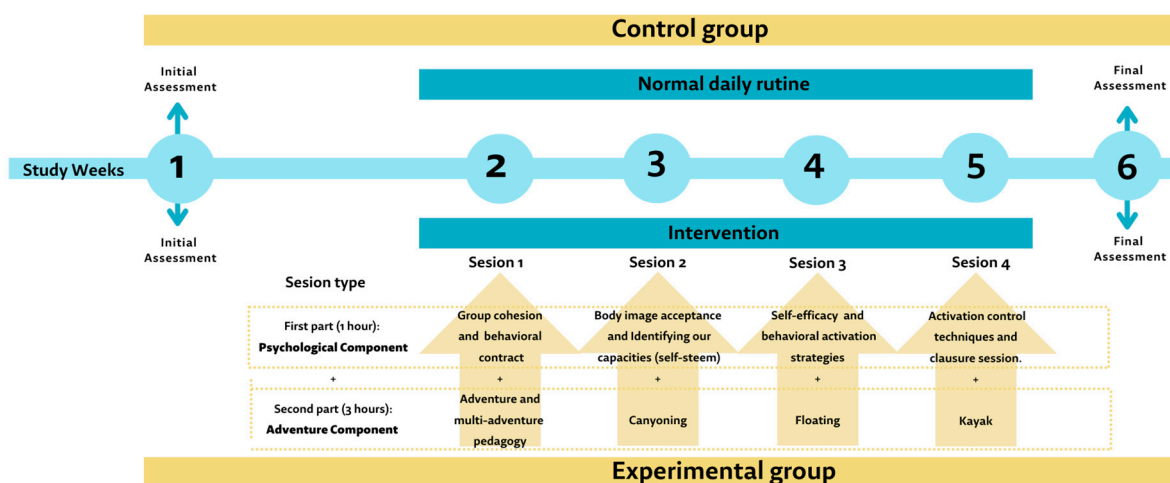 Control group
Initial
Assessment
Final
Assessment
Normal daily rutine
Study Weeks
1
2
3
4
5
6
Initial
Assessment
Final
Assessment
Intervention
Sesion 1
Sesion 2
Sesion 3
Sesion 4
Sesion type
First part (1 hour):
Psychological Component
Group cohesion
and behavioral
contract
Body image acceptance
and Identifying our
capacities (self-steem)
Self-efficacy and
behavioral activation
strategies
Activation control
techniques and
clausure session.
+
+
+
+
+
Second part (3 hours):
Adventure Component
Adventure and
multi-adventure
pedagogy
Canyoning
Floating
Kayak
Experimental group